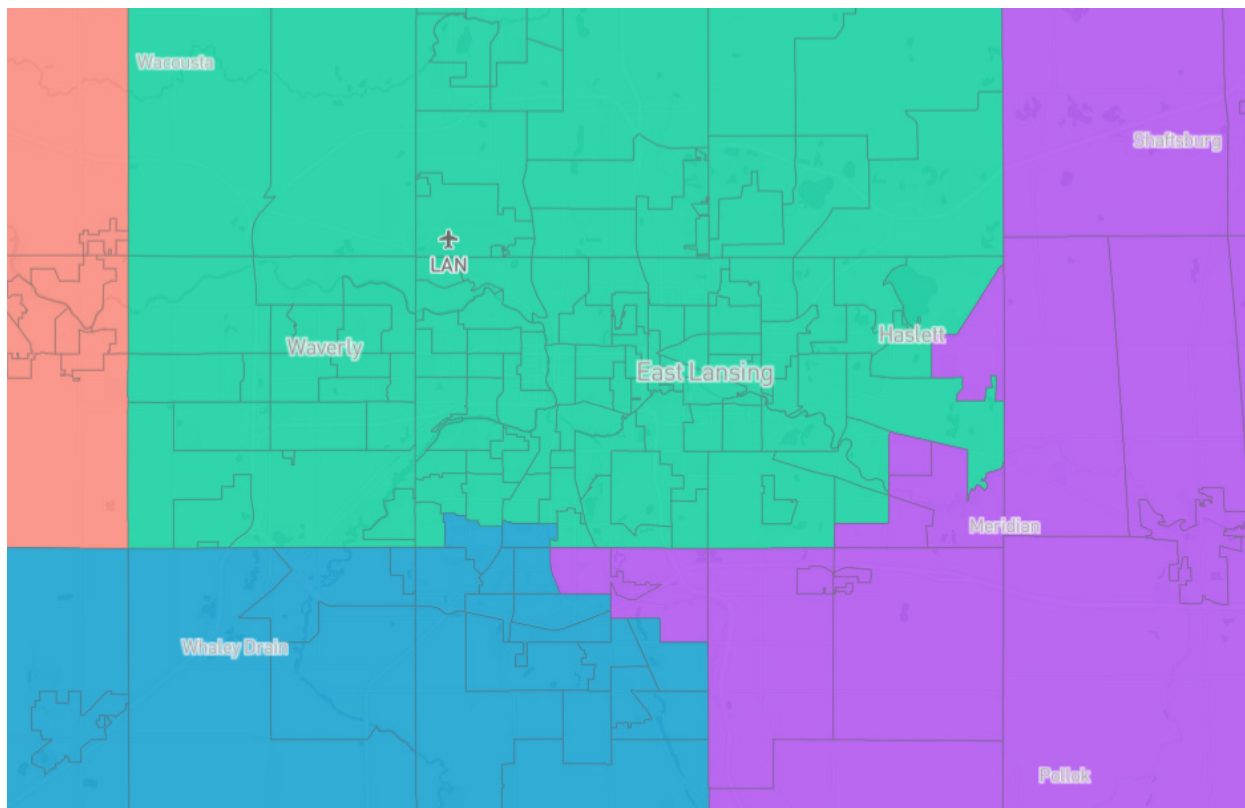 Wacousta
Shaftsburg
LAN
Waverly
Haslett
East Lansing
Meridian
Whaley Drain
Pollok